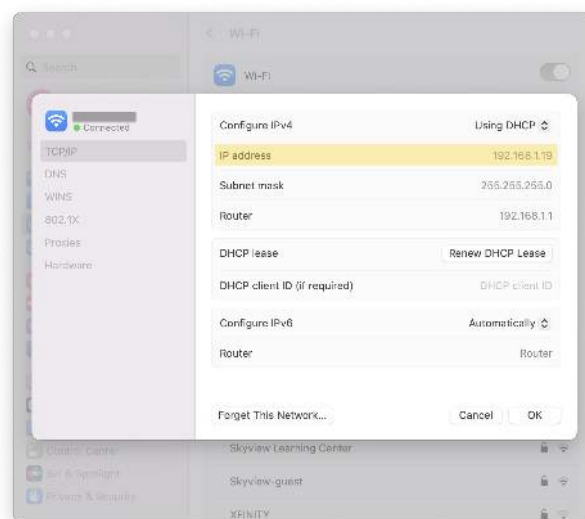 Wi-Fi
Search
Wi-Fi
Connected
TCP/IP
DNS
WINS
802.1X
Proxies
Hardware
Configure IPv4 Using DHCP
IP address 192.168.1.19
Subnet mask 255.255.255.0
Router 192.168.1.1
DHCP lease Renew DHCP Lease
DHCP client ID (if required) DHCP client ID
Configure IPv6 Automatically
Router Router
Forget This Network... Cancel OK
Control Center
Siri & Spotlight
Privacy & Security
Skyview Learning Center
Skyview-guest
XFINITY